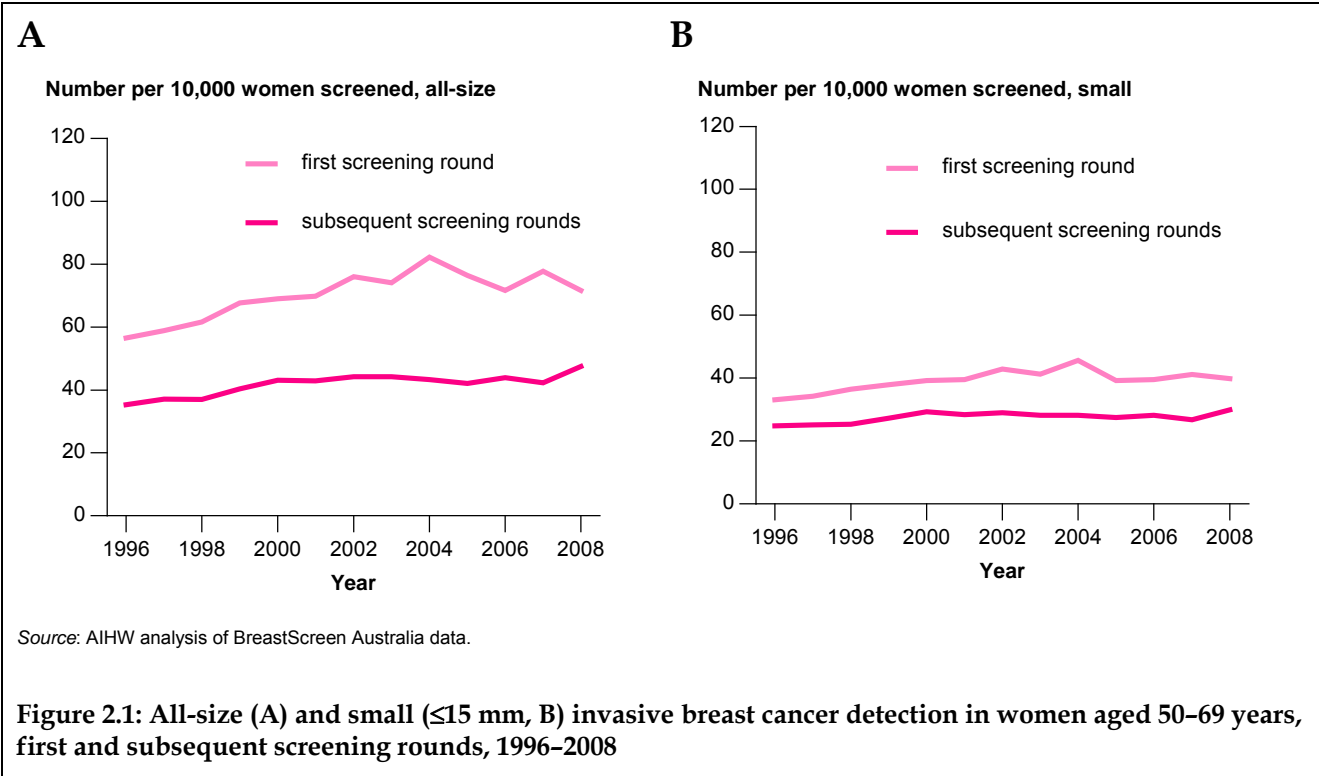 A
Number per 10,000 women screened, all-size
120
100
80
60
40
20
0
first screening round
subsequent screening rounds
1996 1998 2000 2002 2004 2006 2008
Year
B
Number per 10,000 women screened, small
120
100
80
60
40
20
0
first screening round
subsequent screening rounds
1996 1998 2000 2002 2004 2006 2008
Year
Source: AIHW analysis of BreastScreen Australia data.
Figure 2.1: All-size (A) and small (≤15 mm, B) invasive breast cancer detection in women aged 50–69 years,
first and subsequent screening rounds, 1996–2008